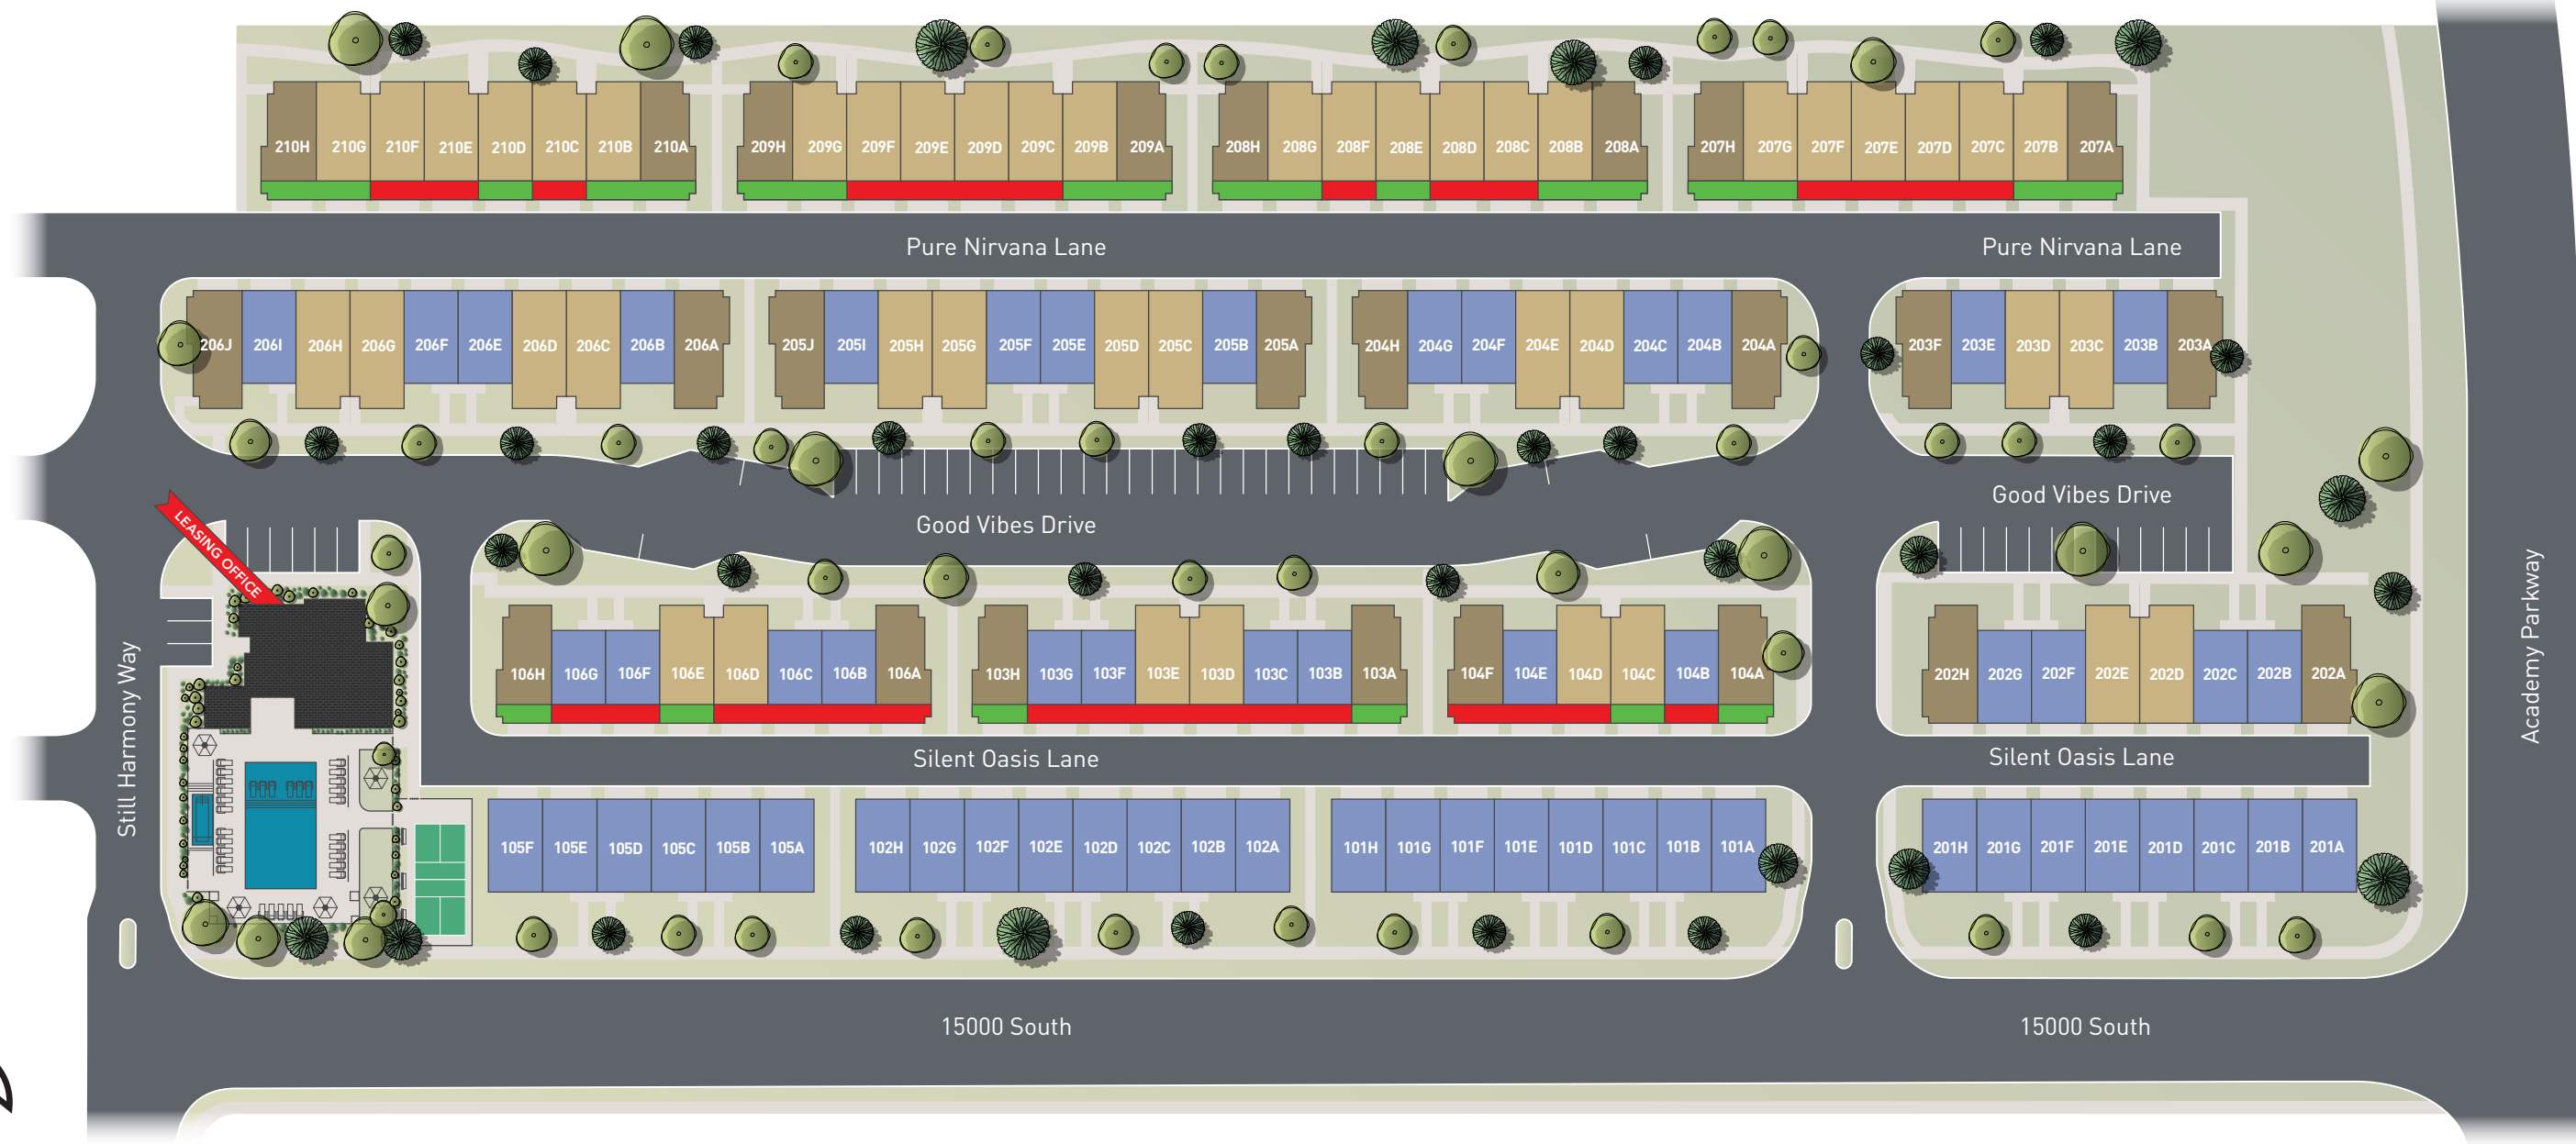 210H 210G 210F 210E 210D 210C 210B 210A 209H 209G 209F 209E 209D 209C 209B 209A 208H 208G 208F 208E 208D 208C 208B 208A 207H 207G 207F 207E 207D 207C 207B 207A
Pure Nirvana Lane Pure Nirvana Lane
206J 206I 206H 206G 206F 206E 206D 206C 206B 206A 205J 205I 205H 205G 205F 205E 205D 205C 205B 205A 204H 204G 204F 204E 204D 204C 204B 204A 203F 203E 203D 203C 203B 203A
Good Vibes Drive
Good Vibes Drive
LEASING OFFICE
106H 106G 106F 106E 106D 106C 106B 106A 103H 103G 103F 103E 103D 103C 103B 103A 104F 104E 104D 104C 104B 104A 202H 202G 202F 202E 202D 202C 202B 202A
Still Harmony Way
Academy Parkway
Silent Oasis Lane Silent Oasis Lane
105F 105E 105D 105C 105B 105A 102H 102G 102F 102E 102D 102C 102B 102A 101H 101G 101F 101E 101D 101C 101B 101A 201H 201G 201F 201E 201D 201C 201B 201A
15000 South 15000 South